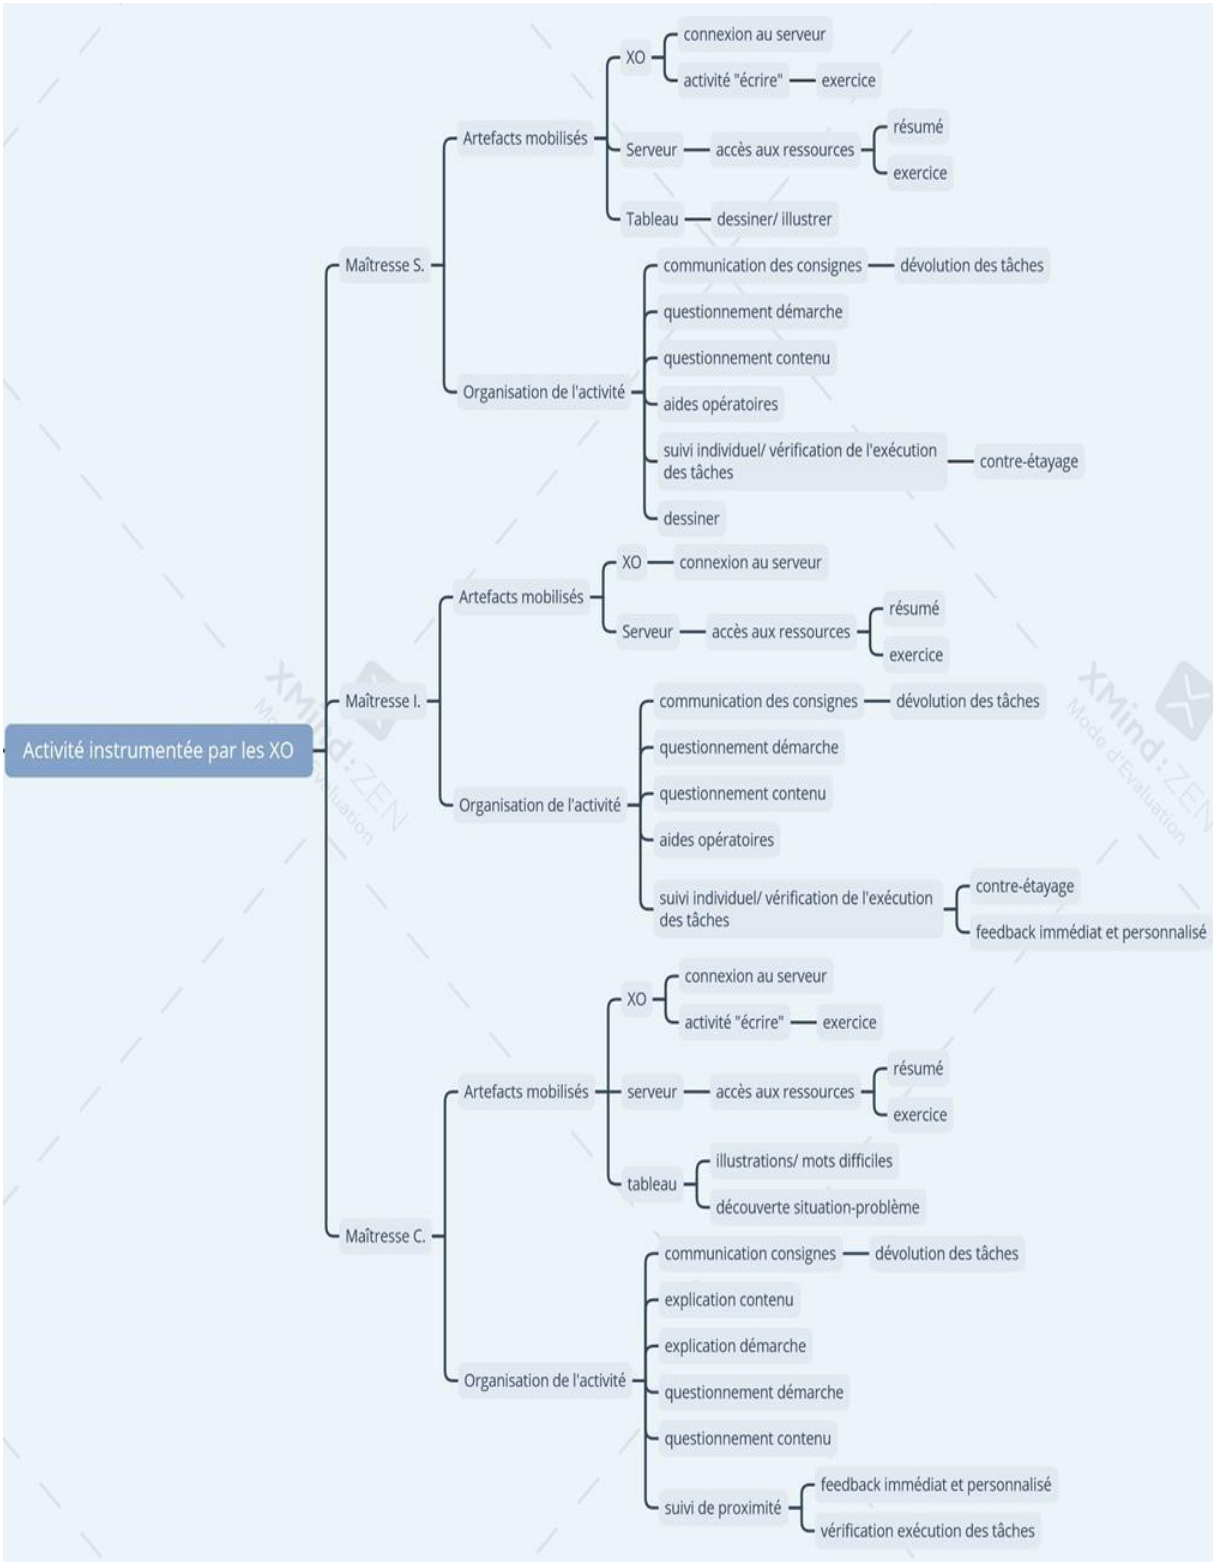 connexion au serveur
XO
activité "écrire"
exercice
Artefacts mobilisés
résumé
Serveur
accès aux ressources
exercice
Tableau
dessiner/ illustrer
Maîtresse S.
communication des consignes
dévolution des tâches
questionnement démarche
questionnement contenu
Organisation de l'activité
aides opératoires
suivi individuel/ vérification de l'exécution
des tâches
contre-étayage
dessiner
XO
connexion au serveur
Artefacts mobilisés
résumé
Serveur
accès aux ressources
exercice
Maîtresse I.
communication des consignes
dévolution des tâches
questionnement démarche
Activité instrumentée par les XO
questionnement contenu
Organisation de l'activité
aides opératoires
suivi individuel/ vérification de l'exécution
des tâches
contre-étayage
feedback immédiat et personnalisé
connexion au serveur
XO
activité "écrire"
exercice
Artefacts mobilisés
résumé
serveur
accès aux ressources
exercice
illustrations/ mots difficiles
tableau
découverte situation-problème
Maîtresse C.
communication consignes
dévolution des tâches
explication contenu
explication démarche
Organisation de l'activité
questionnement démarche
questionnement contenu
feedback immédiat et personnalisé
suivi de proximité
vérification exécution des tâches
XMind:ZEN
Mode d'Evaluation